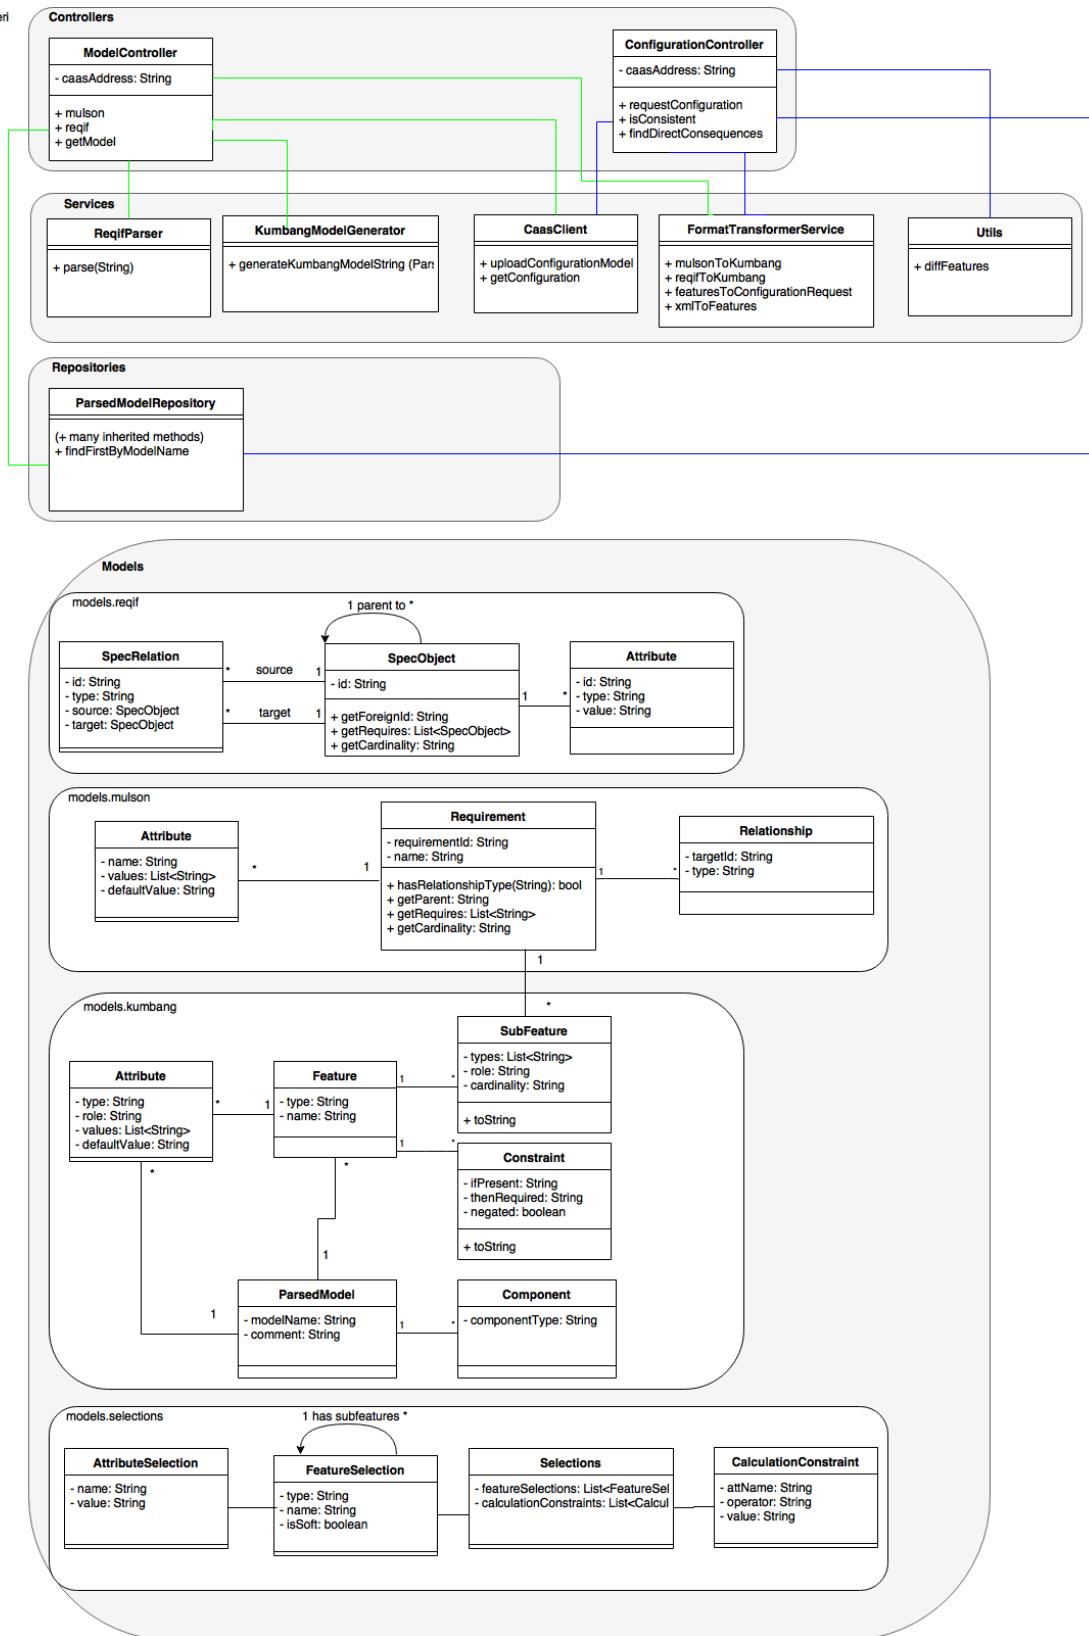 eri
Controllers
ModelController
- caasAddress: String
+ mulson
+ reqif
+ getModel
ConfigurationController
- caasAddress: String
+ requestConfiguration
+ isConsistent
+ findDirectConsequences
Services
ReqifParser
+ parse(String)
KumbangModelGenerator
+ generateKumbangModelString (Pars
CaasClient
+ uploadConfigurationModel
+ getConfiguration
FormatTransformerService
+ mulsonToKumbang
+ reqifToKumbang
+ featuresToConfigurationRequest
+ xmlToFeatures
Utils
+ diffFeatures
Repositories
ParsedModelRepository
(+ many inherited methods)
+ findFirstByModelName
Models
models.reqif
1 parent to *
SpecRelation
- id: String
- type: String
- source: SpecObject
- target: SpecObject
* source 1
* target 1
SpecObject
- id: String
+ getForeignId: String
+ getRequires: List<SpecObject>
+ getCardinality: String
1 *
Attribute
- id: String
- type: String
- value: String
models.mulson
Attribute
- name: String
- values: List<String>
- defaultValue: String
* 1
Requirement
- requirementId: String
- name: String
+ hasRelationshipType(String): bool
+ getParent: String
+ getRequires: List<String>
+ getCardinality: String
1 *
Relationship
- targetId: String
- type: String
1
*
models.kumbang
SubFeature
- types: List<String>
- role: String
- cardinality: String
+ toString
Attribute
- type: String
- role: String
- values: List<String>
- defaultValue: String
* 1
Feature
- type: String
- name: String
1 *
1 *
Constraint
- ifPresent: String
- thenRequired: String
- negated: boolean
+ toString
*
*
1
1
ParsedModel
- modelName: String
- comment: String
1 *
Component
- componentType: String
models.selections
1 has subfeatures *
AttributeSelection
- name: String
- value: String
FeatureSelection
- type: String
- name: String
- isSoft: boolean
Selections
- featureSelections: List<FeatureSel
- calculationConstraints: List<Calcul
CalculationConstraint
- attName: String
- operator: String
- value: String